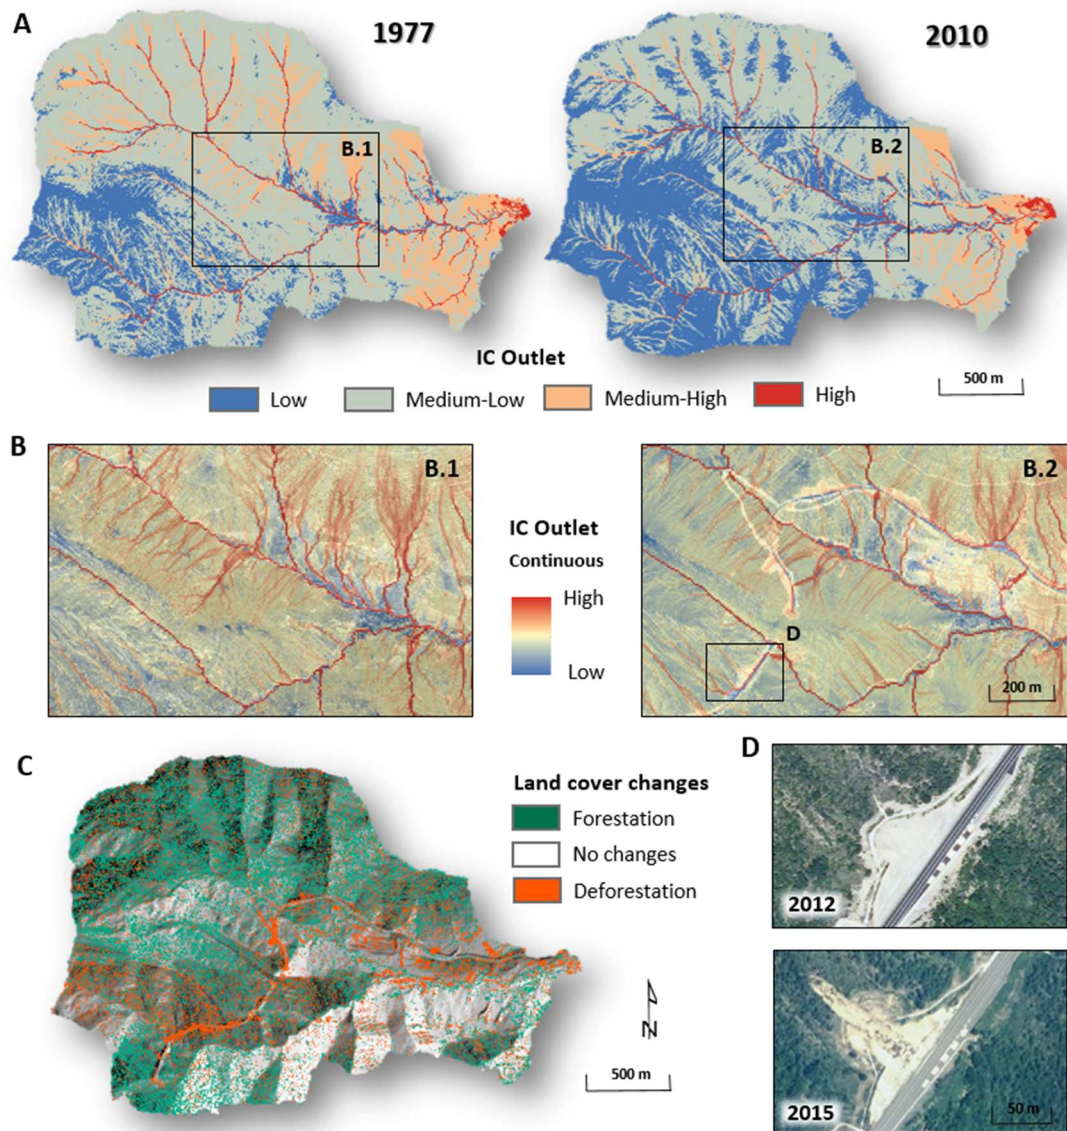 A
1977
2010
B.1
B.2
IC Outlet
Low
Medium-Low
Medium-High
High
500 m
B
B.1
B.2
IC Outlet
Continuous
High
Low
D
200 m
C
Land cover changes
Forestation
No changes
Deforestation
N
500 m
D
2012
2015
50 m